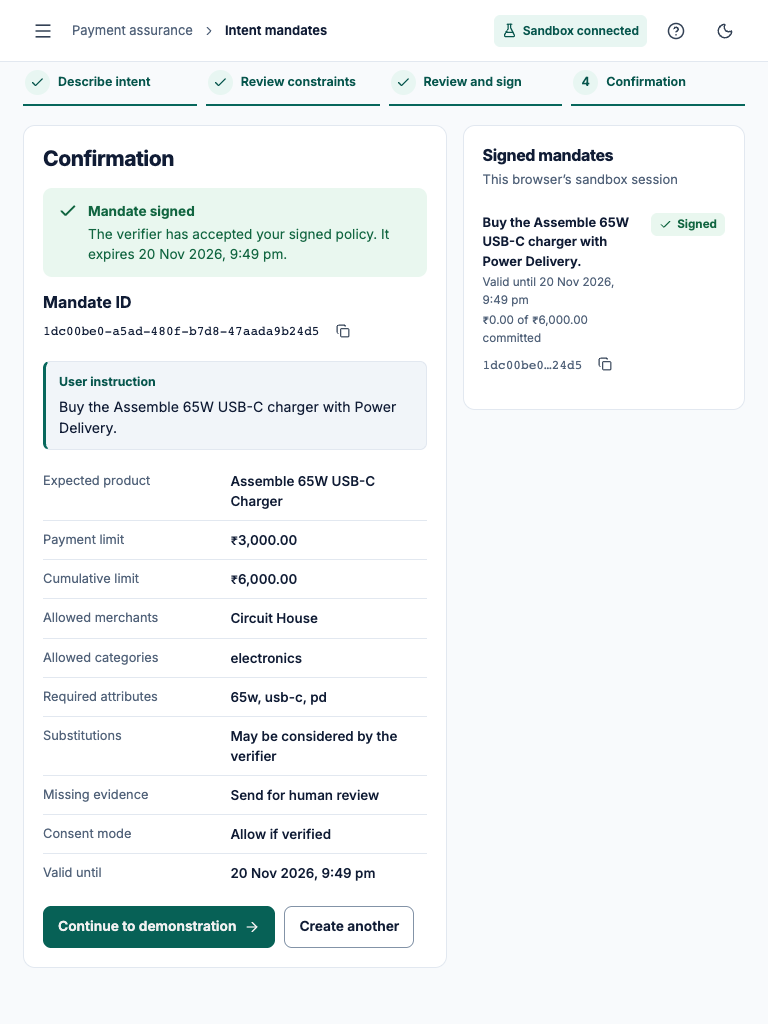 Payment assurance > Intent mandates
Sandbox connected
Describe intent
Review constraints
Review and sign
4 Confirmation
Confirmation
Mandate signed
The verifier has accepted your signed policy. It
expires 20 Nov 2026, 9:49 pm.
Mandate ID
1dc00be0-a5ad-480f-b7d8-47aada9b24d5
User instruction
Buy the Assemble 65W USB-C charger with Power
Delivery.
Expected product Assemble 65W USB-C
Charger
Payment limit ₹3,000.00
Cumulative limit ₹6,000.00
Allowed merchants Circuit House
Allowed categories electronics
Required attributes 65w, usb-c, pd
Substitutions May be considered by the
verifier
Missing evidence Send for human review
Consent mode Allow if verified
Valid until 20 Nov 2026, 9:49 pm
Continue to demonstration →
Create another
Signed mandates
This browser’s sandbox session
Buy the Assemble 65W
USB-C charger with
Power Delivery.
Signed
Valid until 20 Nov 2026,
9:49 pm
₹0.00 of ₹6,000.00
committed
1dc00be0…24d5